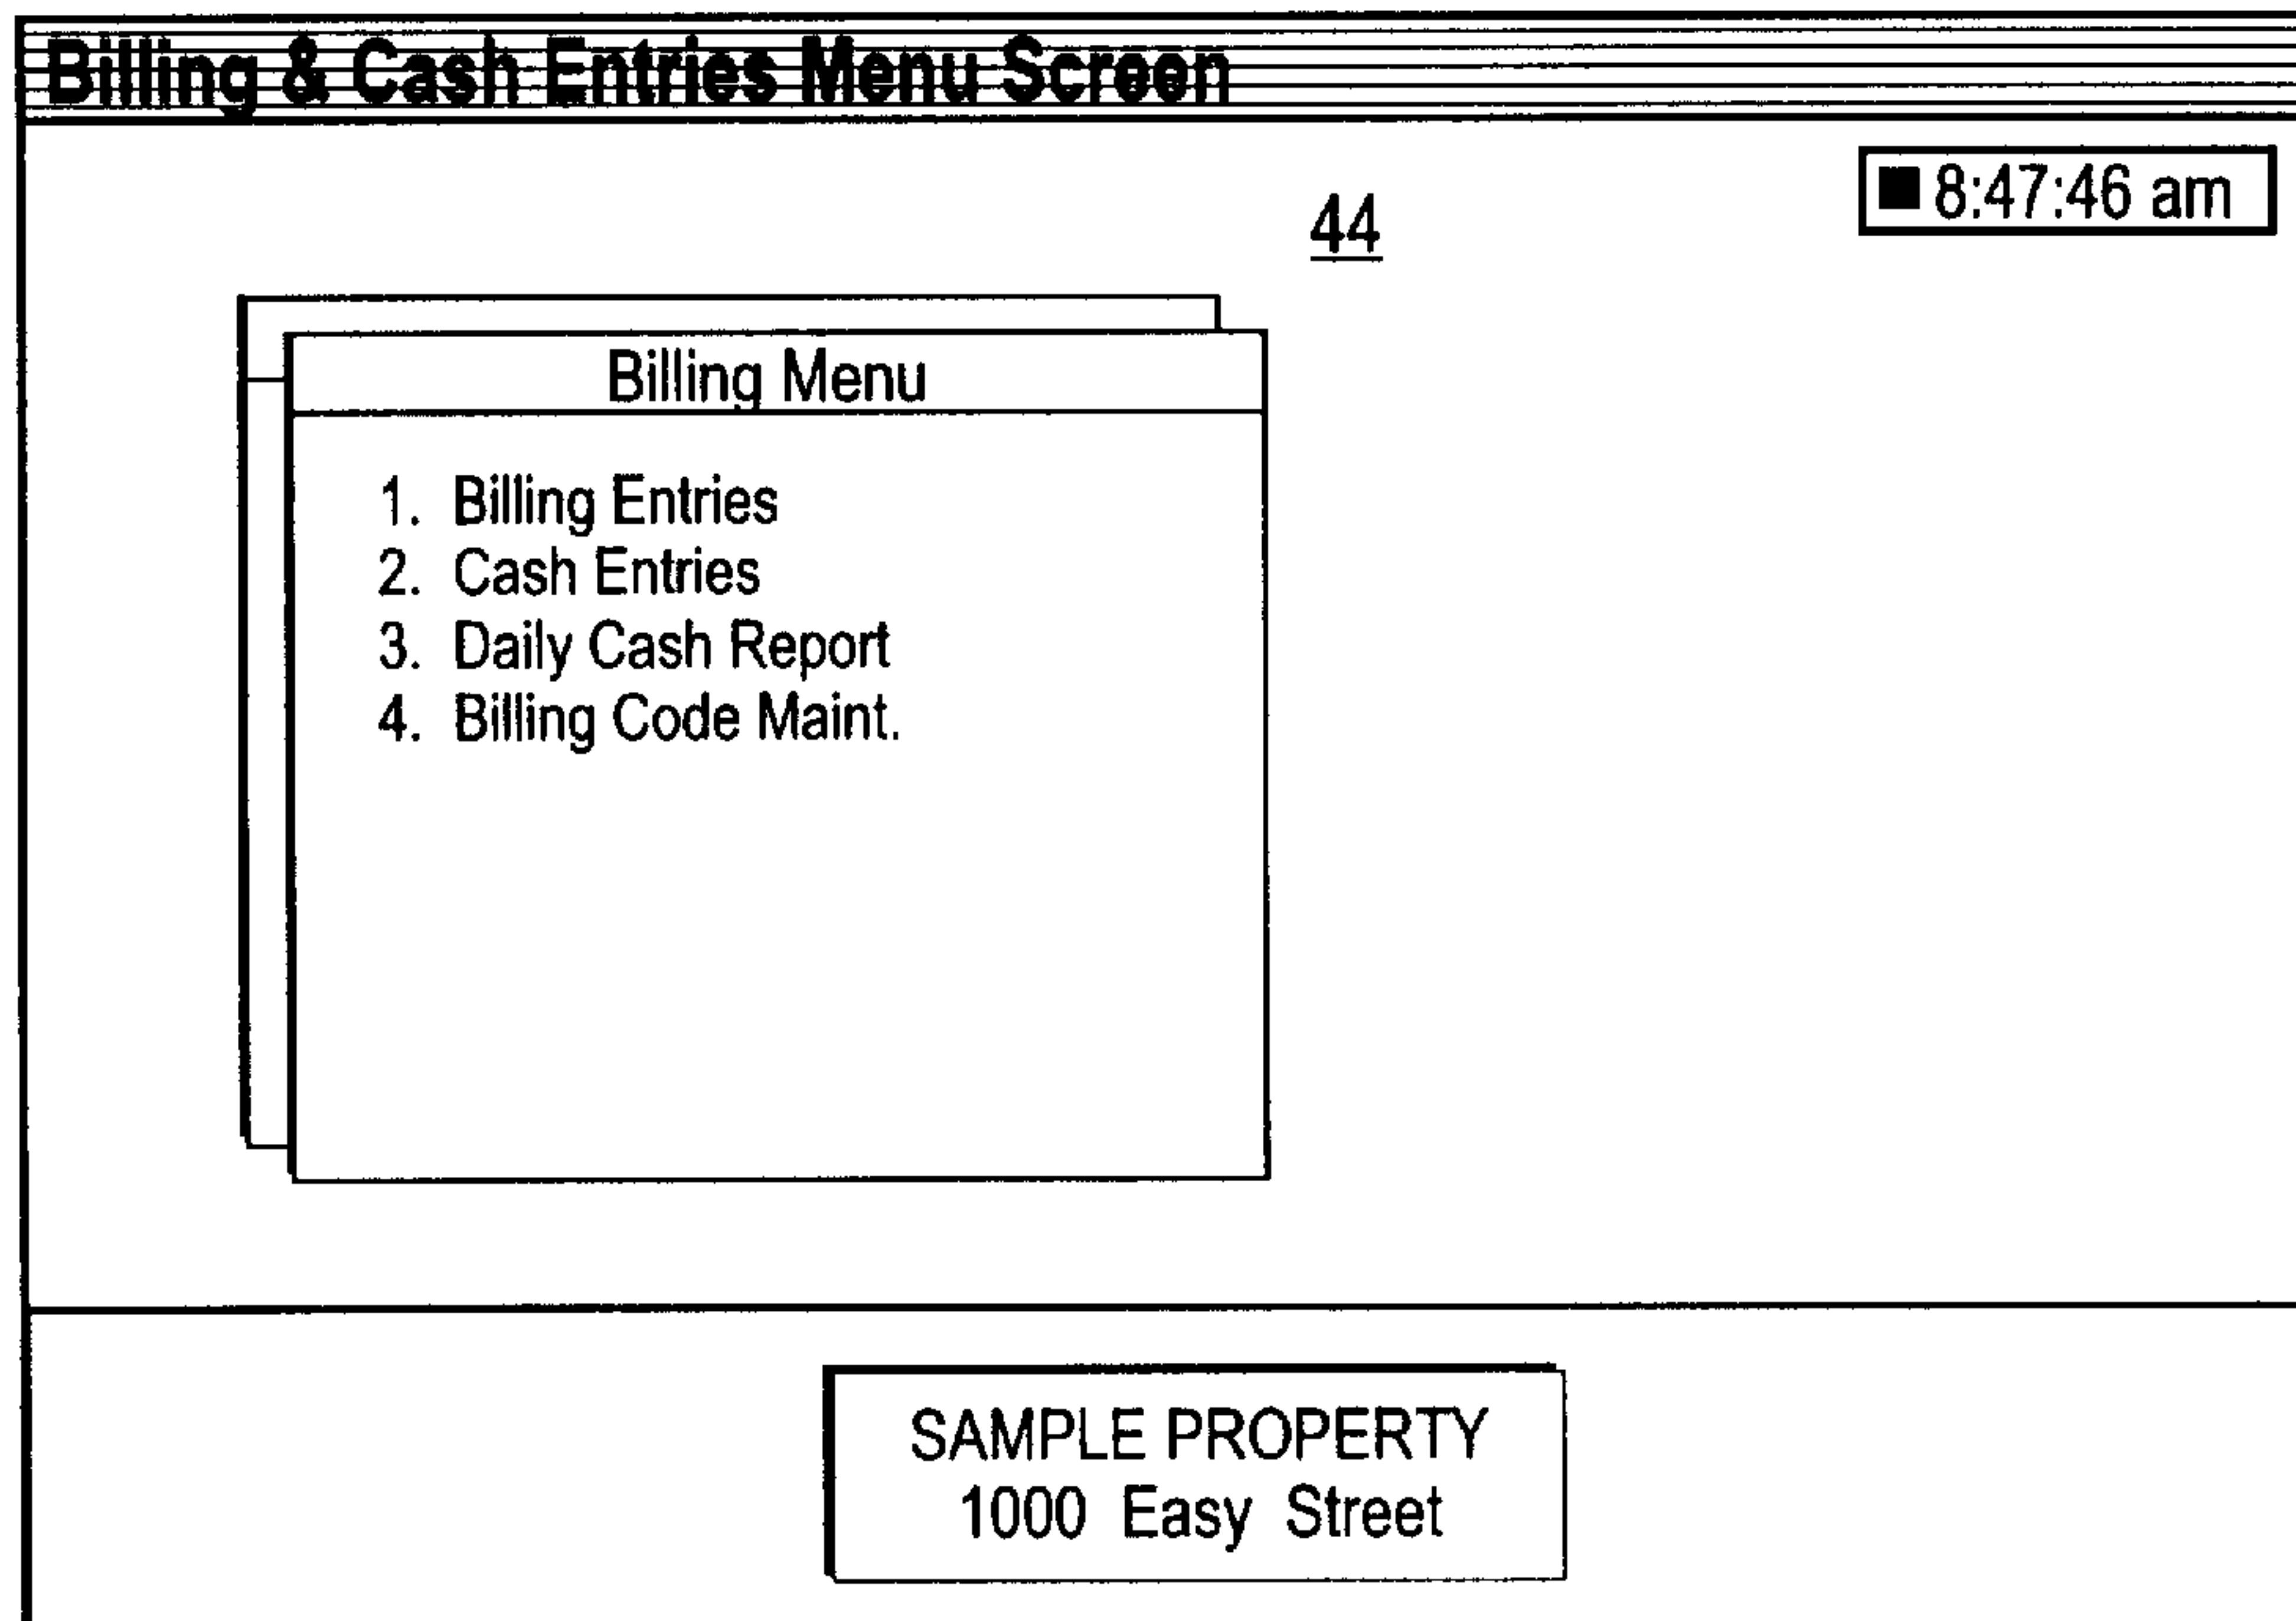 Billing & Cash Entries Menu Screen
■ 8:47:46 am
44
Billing Menu
1. Billing Entries
2. Cash Entries
3. Daily Cash Report
4. Billing Code Maint.
SAMPLE PROPERTY
1000 Easy Street